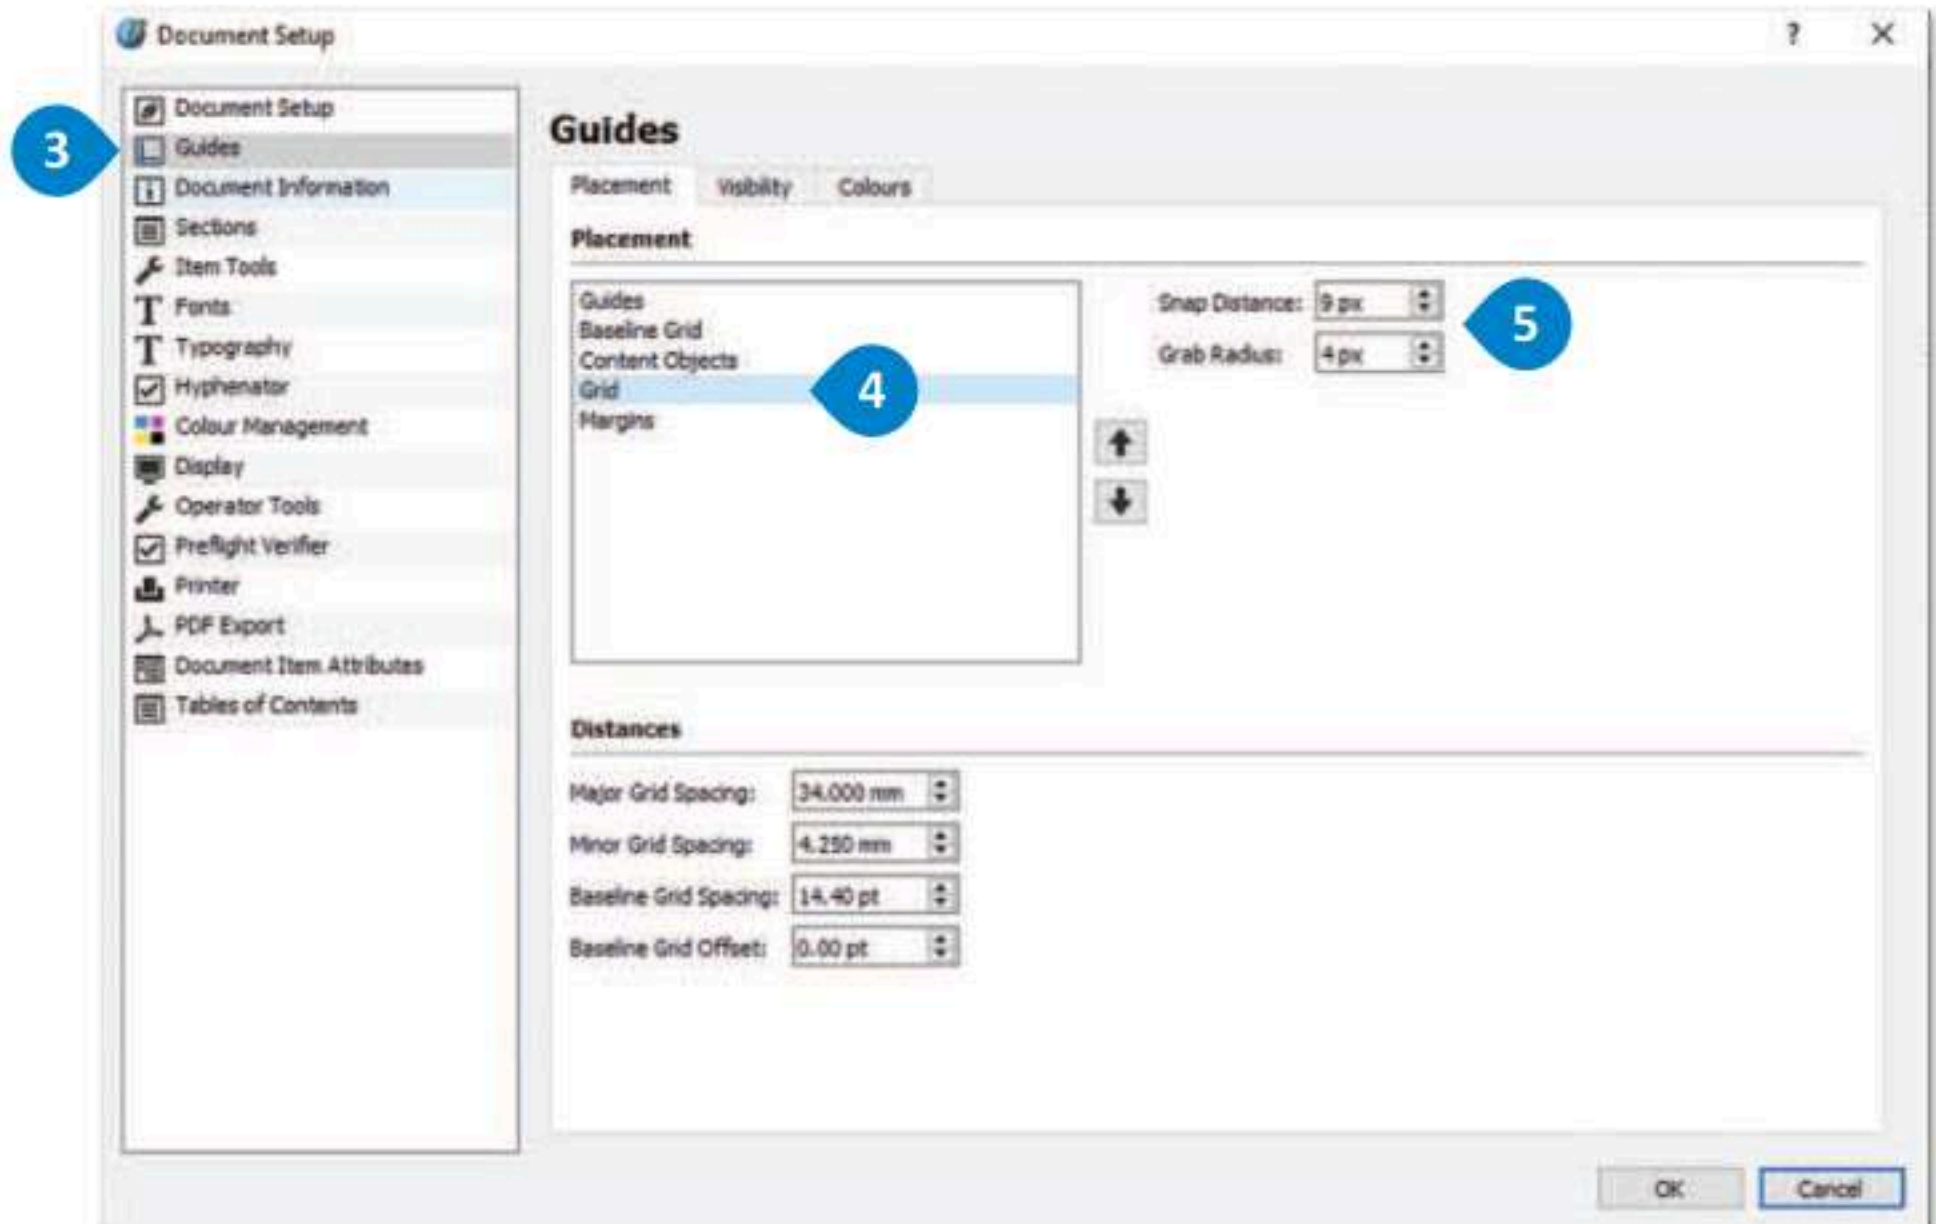 Document Setup
?
3
Document Setup
Guides
Document Information
Sections
Item Tools
Fonts
Typography
Hyphenator
Colour Management
Display
Operator Tools
Preflight Verifier
Printer
PDF Export
Document Item Attributes
Tables of Contents
Guides
Placement Visibility Colours
Placement
Guides
Baseline Grid
Content Objects
Grid
Margins
4
Snap Distance: 9 px
Grab Radius: 4 px
5
Distances
Major Grid Spacing: 34.000 mm
Minor Grid Spacing: 4.250 mm
Baseline Grid Spacing: 14.40 pt
Baseline Grid Offset: 0.00 pt
OK Cancel